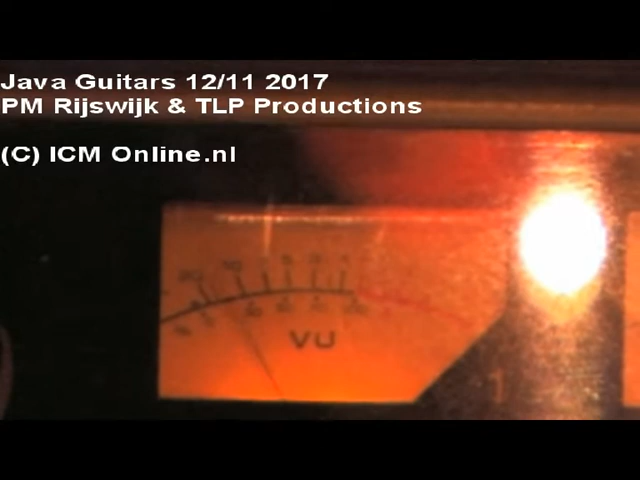 Java Guitars 12/11 2017
PM Rijswijk & TLP Productions
(C) ICM Online.nl
VU